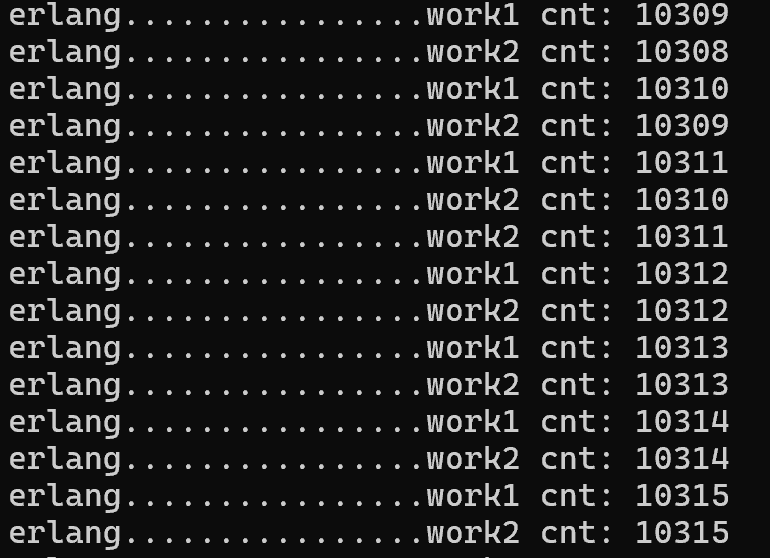 erlang................work1 cnt: 10309
erlang................work2 cnt: 10308
erlang................work1 cnt: 10310
erlang................work2 cnt: 10309
erlang................work1 cnt: 10311
erlang................work2 cnt: 10310
erlang................work2 cnt: 10311
erlang................work1 cnt: 10312
erlang................work2 cnt: 10312
erlang................work1 cnt: 10313
erlang................work2 cnt: 10313
erlang................work1 cnt: 10314
erlang................work2 cnt: 10314
erlang................work1 cnt: 10315
erlang................work2 cnt: 10315